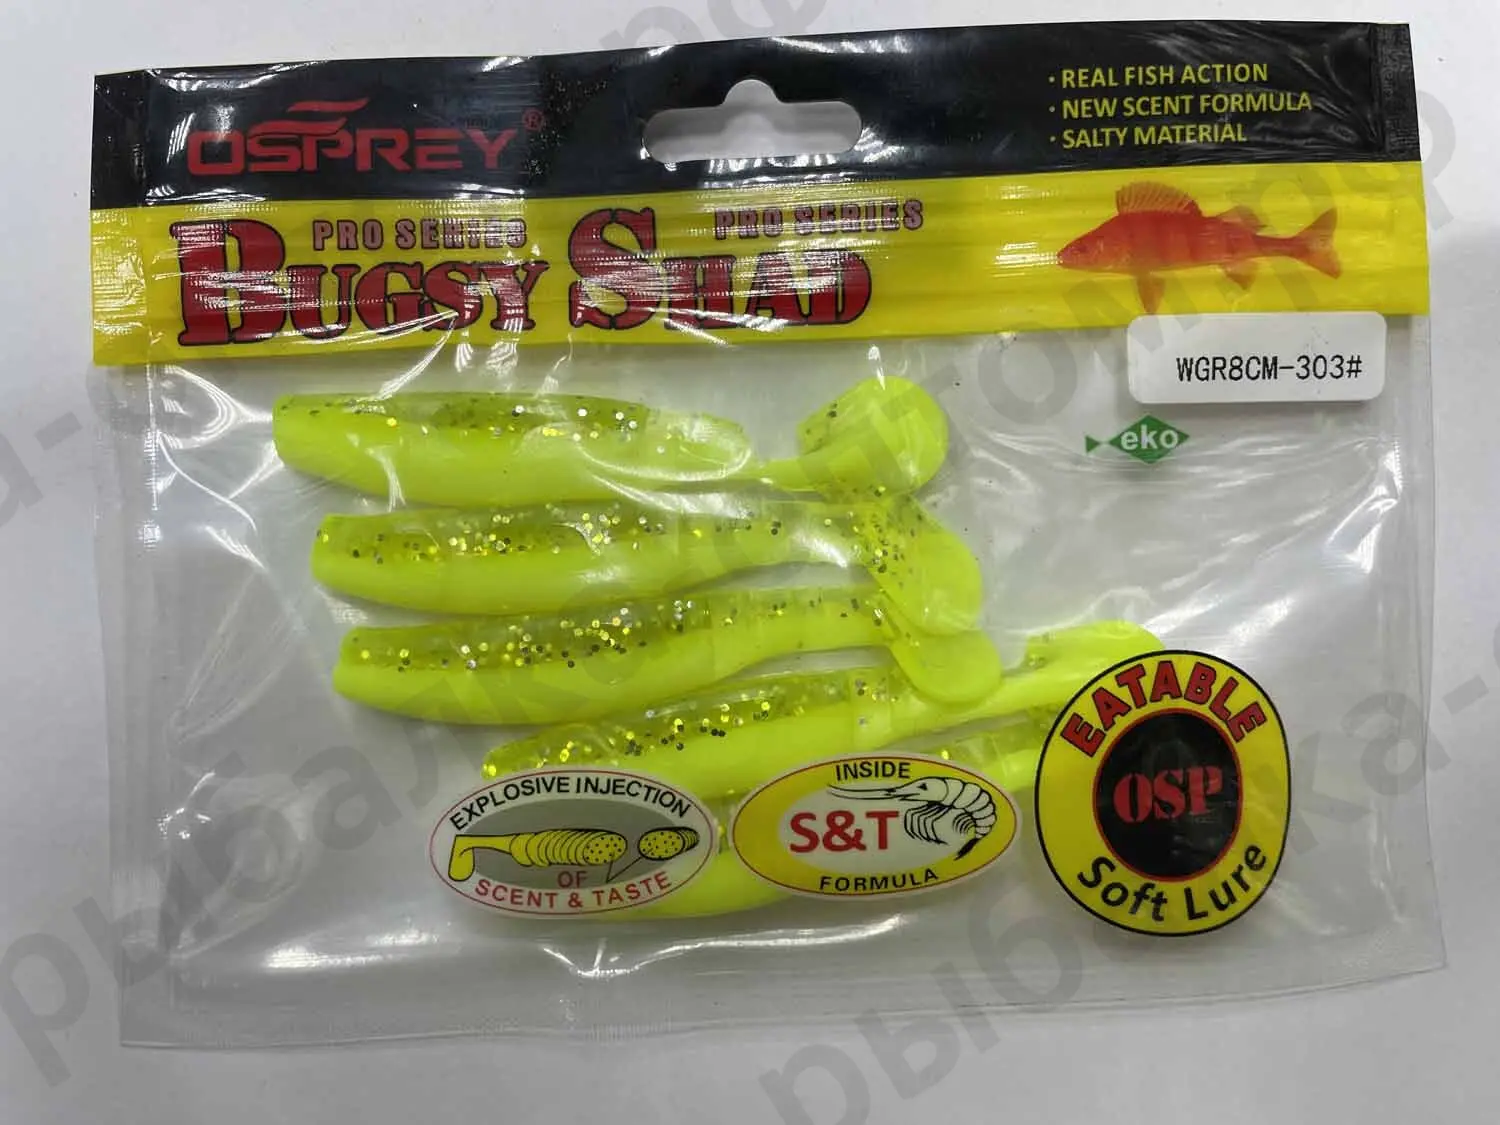 OSPREY®
· REAL FISH ACTION
· NEW SCENT FORMULA
· SALTY MATERIAL
PRO SERIES PRO SERIES
BUGSY SHAD
WGR8CM-303#
eko
EXPLOSIVE INJECTION
OF
SCENT & TASTE
INSIDE
S&T
FORMULA
EATABLE
OSP
Soft Lure